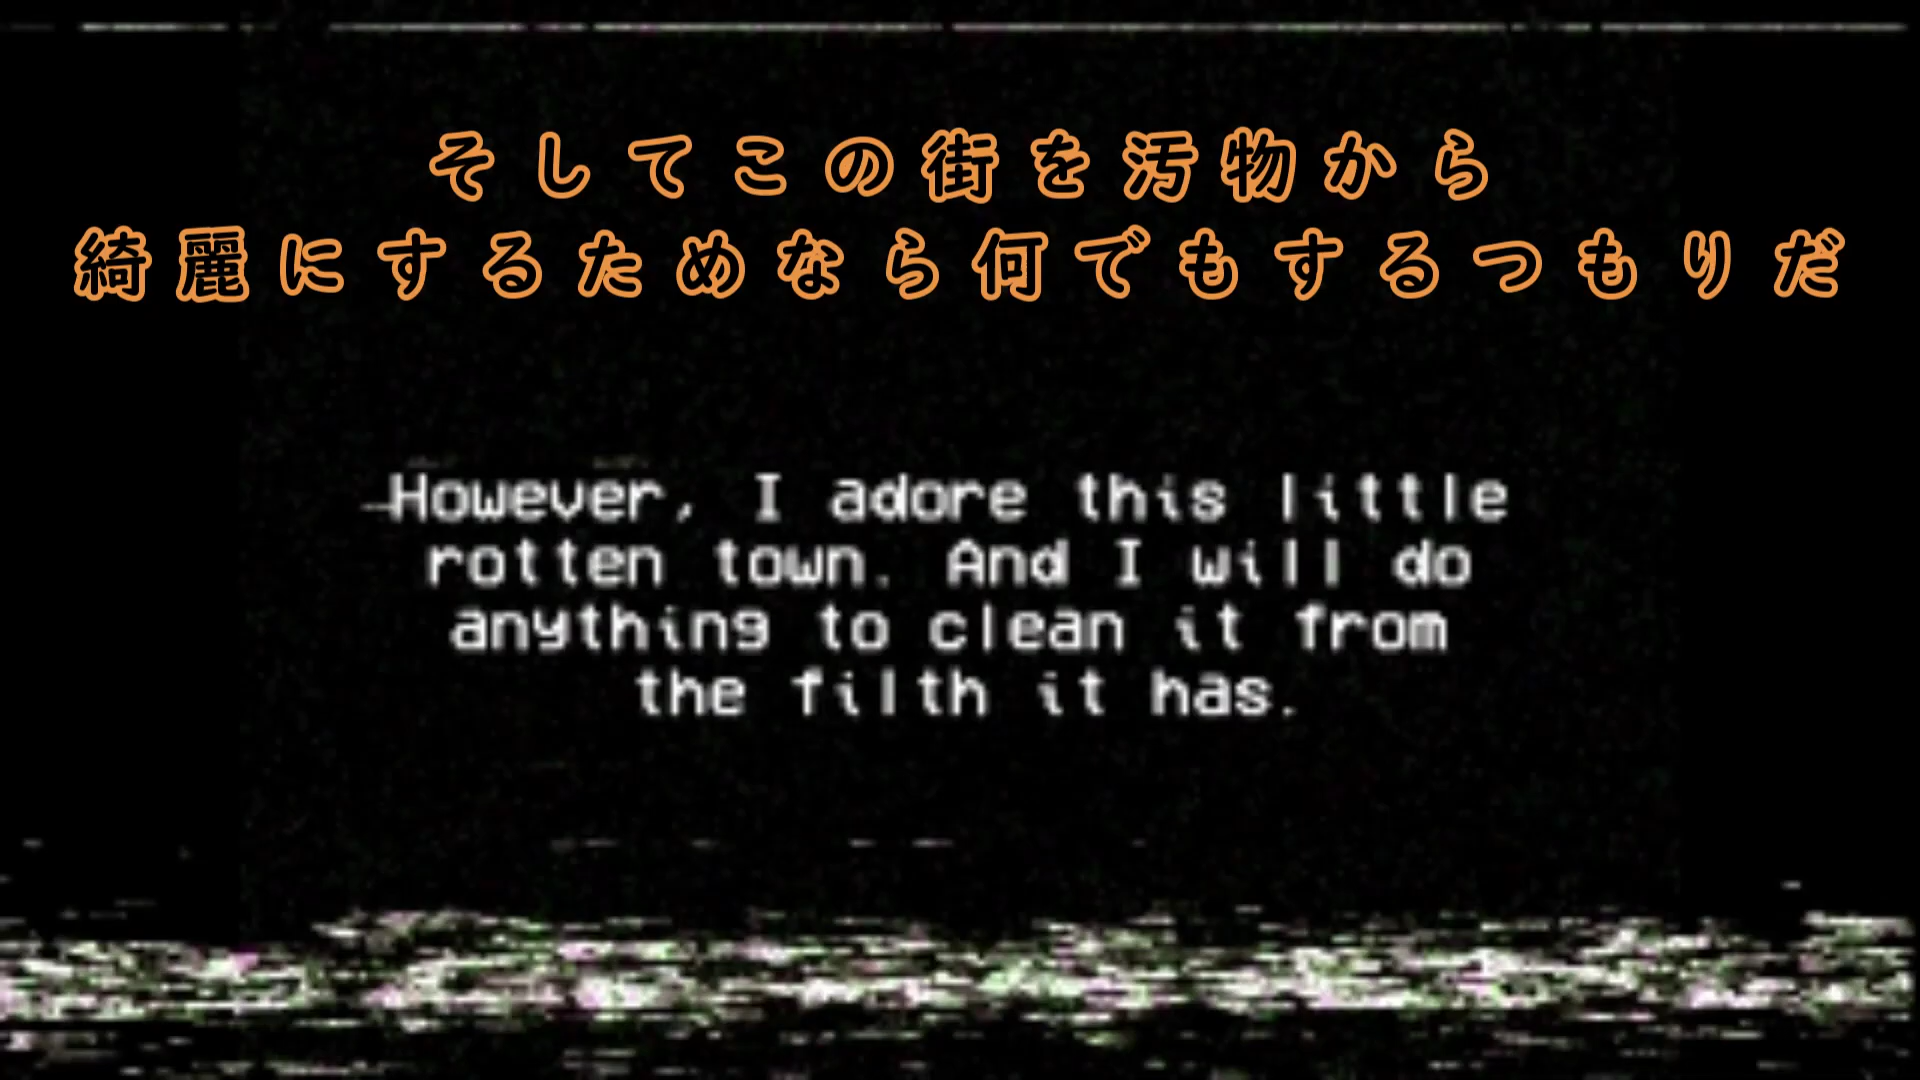 そしてこの街を汚物から
綺麗にするためなら何でもするつもりだ
However, I adore this little
rotten town. And I will do
anything to clean it from
the filth it has.